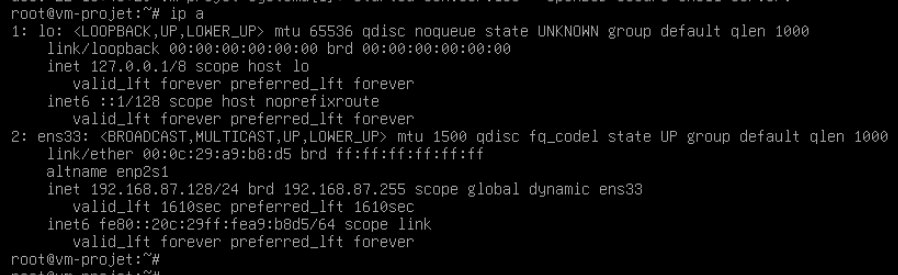 root@vm-projet:~# ip a
1: lo: <LOOPBACK,UP,LOWER_UP> mtu 65536 qdisc noqueue state UNKNOWN group default qlen 1000
    link/loopback 00:00:00:00:00:00 brd 00:00:00:00:00:00
    inet 127.0.0.1/8 scope host lo
       valid_lft forever preferred_lft forever
    inet6 ::1/128 scope host noprefixroute
       valid_lft forever preferred_lft forever
2: ens33: <BROADCAST,MULTICAST,UP,LOWER_UP> mtu 1500 qdisc fq_codel state UP group default qlen 1000
    link/ether 00:0c:29:a9:b8:d5 brd ff:ff:ff:ff:ff:ff
    altname enp2s1
    inet 192.168.87.128/24 brd 192.168.87.255 scope global dynamic ens33
       valid_lft 1610sec preferred_lft 1610sec
    inet6 fe80::20c:29ff:fea9:b8d5/64 scope link
       valid_lft forever preferred_lft forever
root@vm-projet:~#